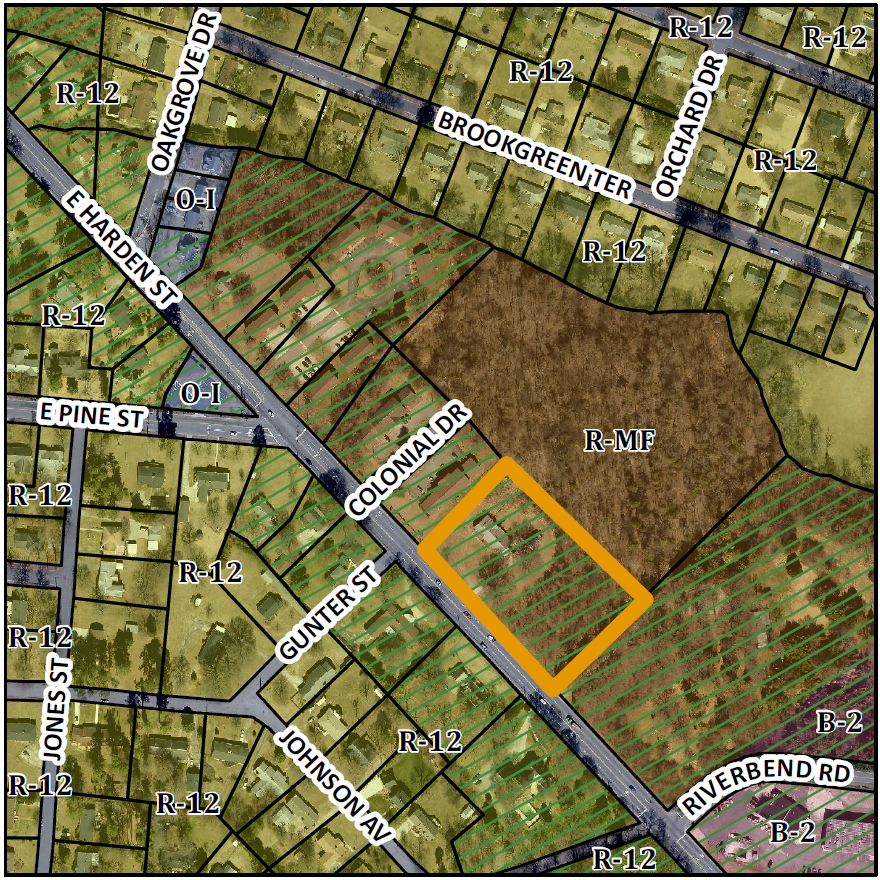 R-12
R-12
OAKGROVE DR
R-12
R-12
ORCHARD DR
BROOKGREEN TER
R-12
O-I
E HARDEN ST
R-12
R-12
O-I
E PINE ST
COLONIAL DR
R-MF
R-12
R-12
GUNTER ST
R-12
JONES ST
B-2
R-12
JOHNSON AV
RIVERBEND RD
R-12
R-12
B-2
R-12